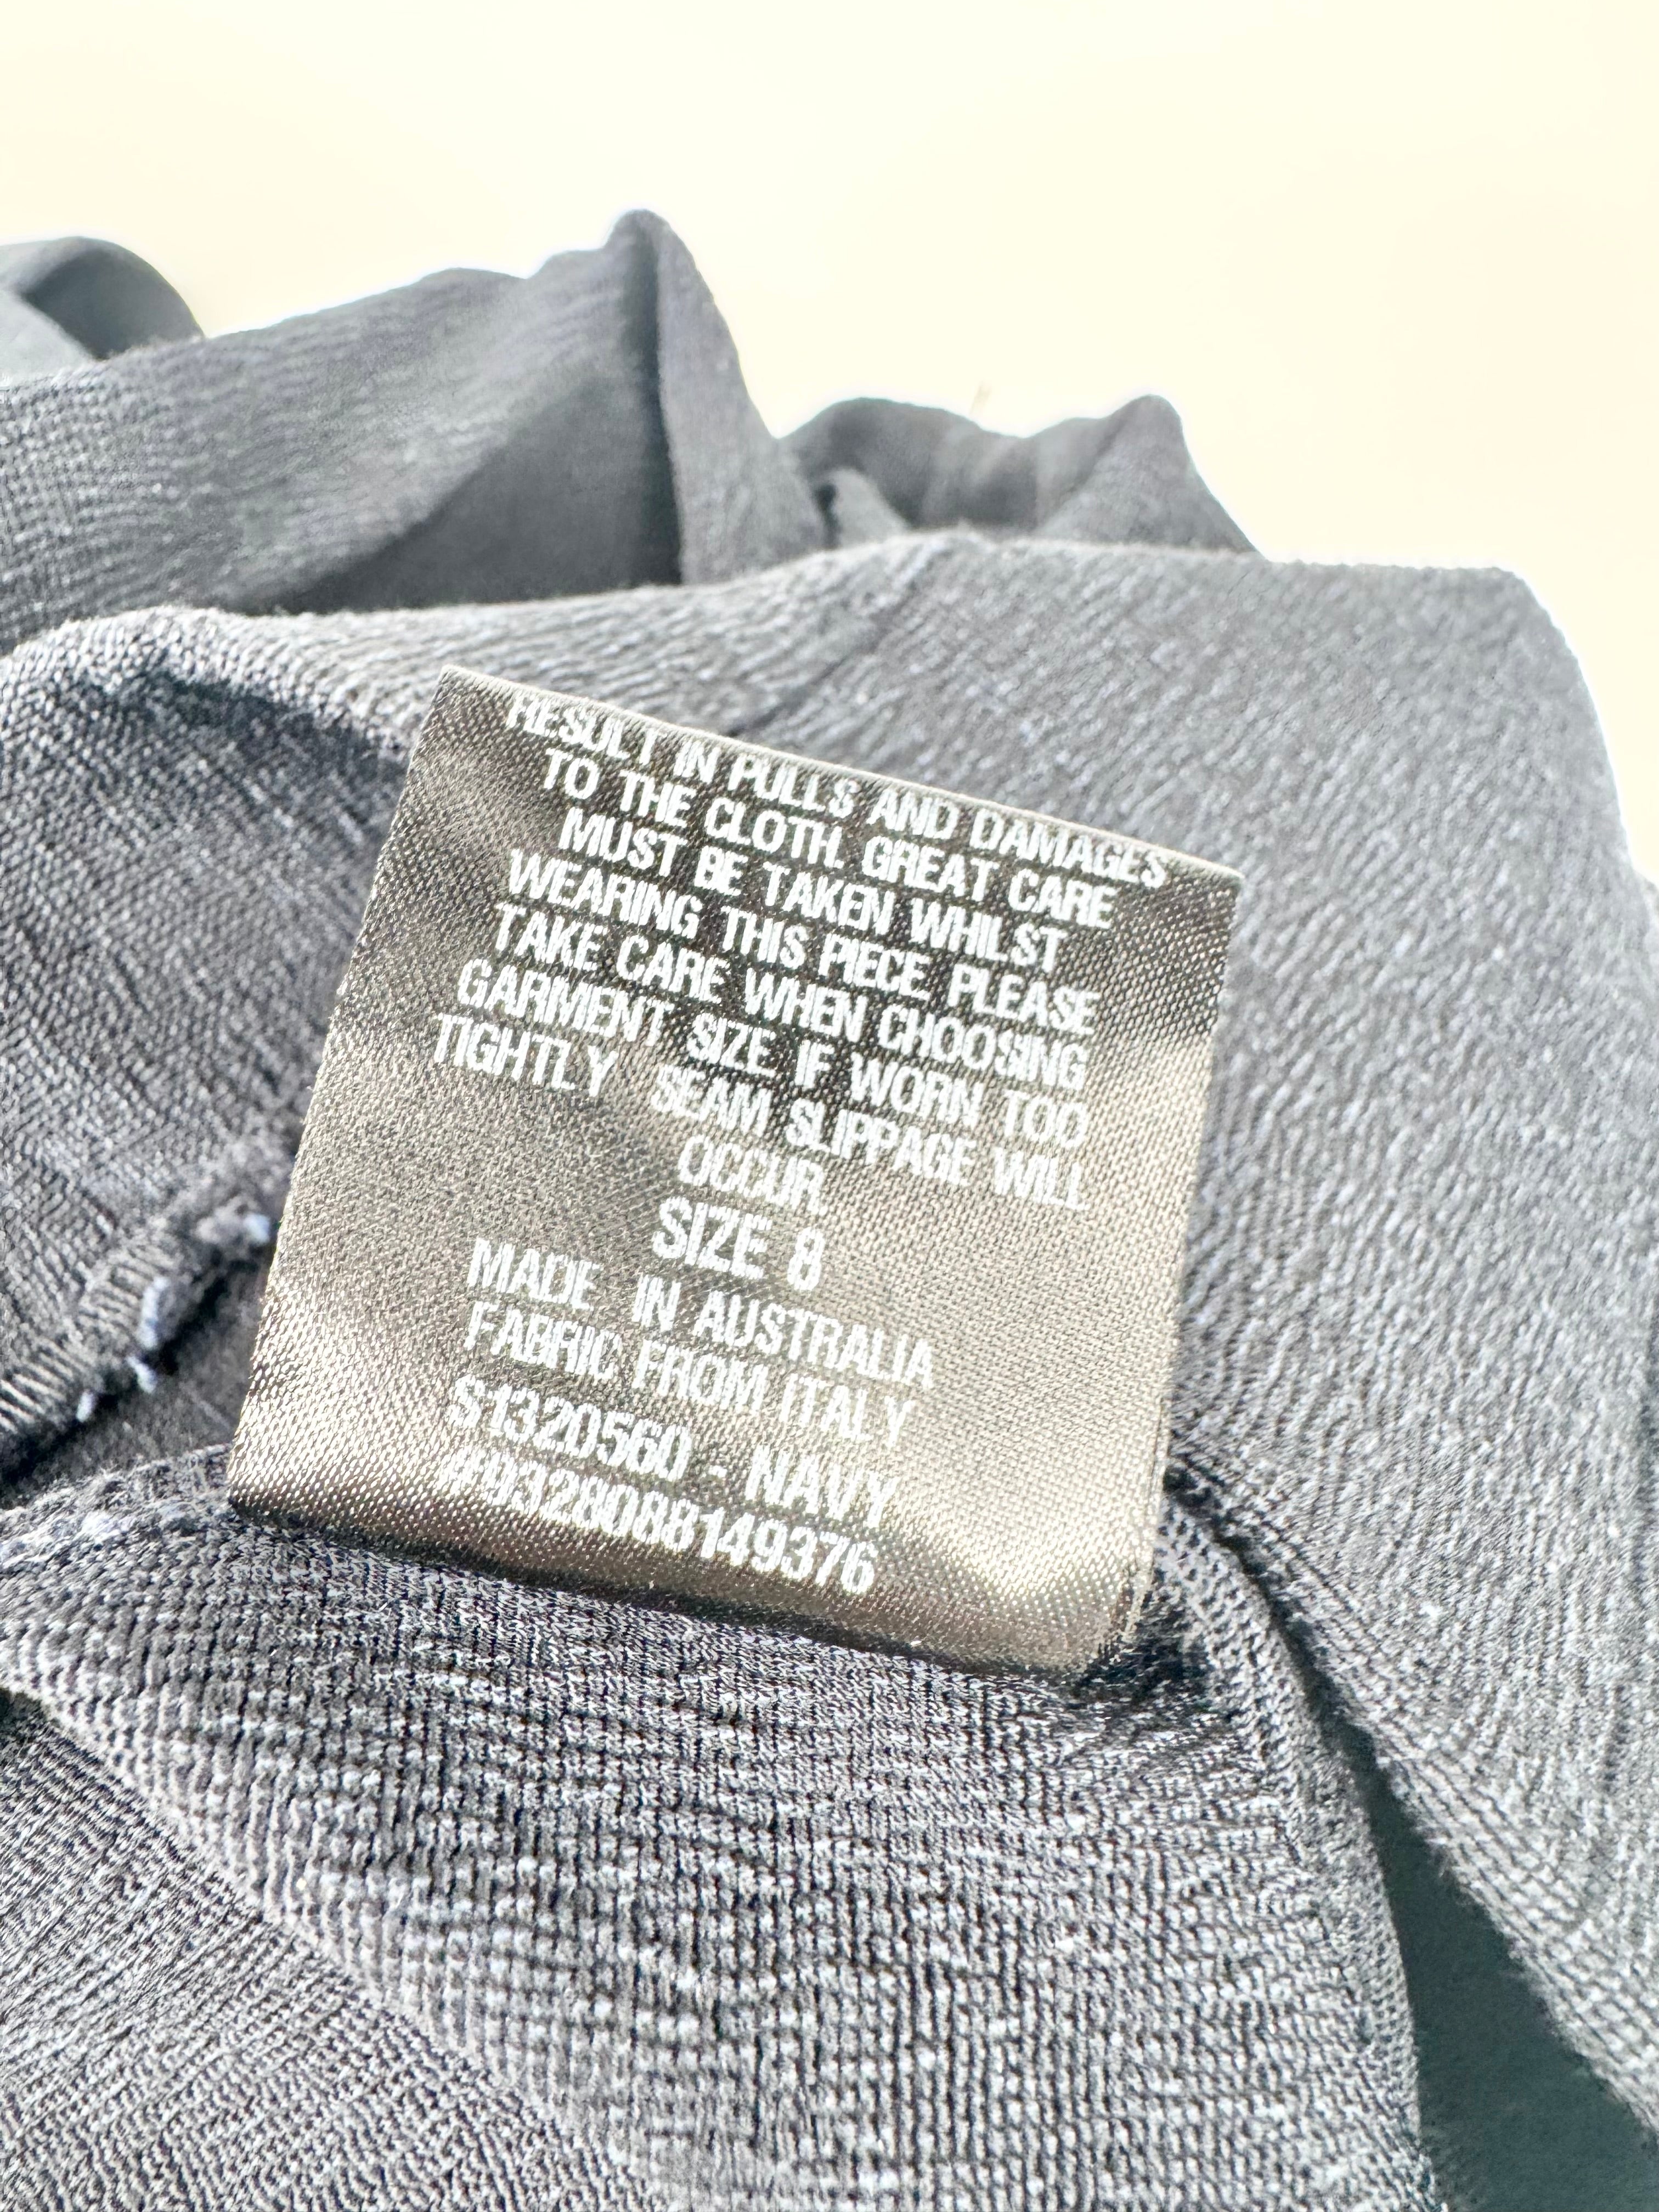 RESULT IN PULLS AND DAMAGES
TO THE CLOTH. GREAT CARE
MUST BE TAKEN WHILST
WEARING THIS PIECE. PLEASE
TAKE CARE WHEN CHOOSING
GARMENT SIZE IF WORN TOO
TIGHTLY SEAM SLIPPAGE WILL
OCCUR.
SIZE 8
MADE IN AUSTRALIA
FABRIC FROM ITALY
S1320560 - NAVY
#9328088149376